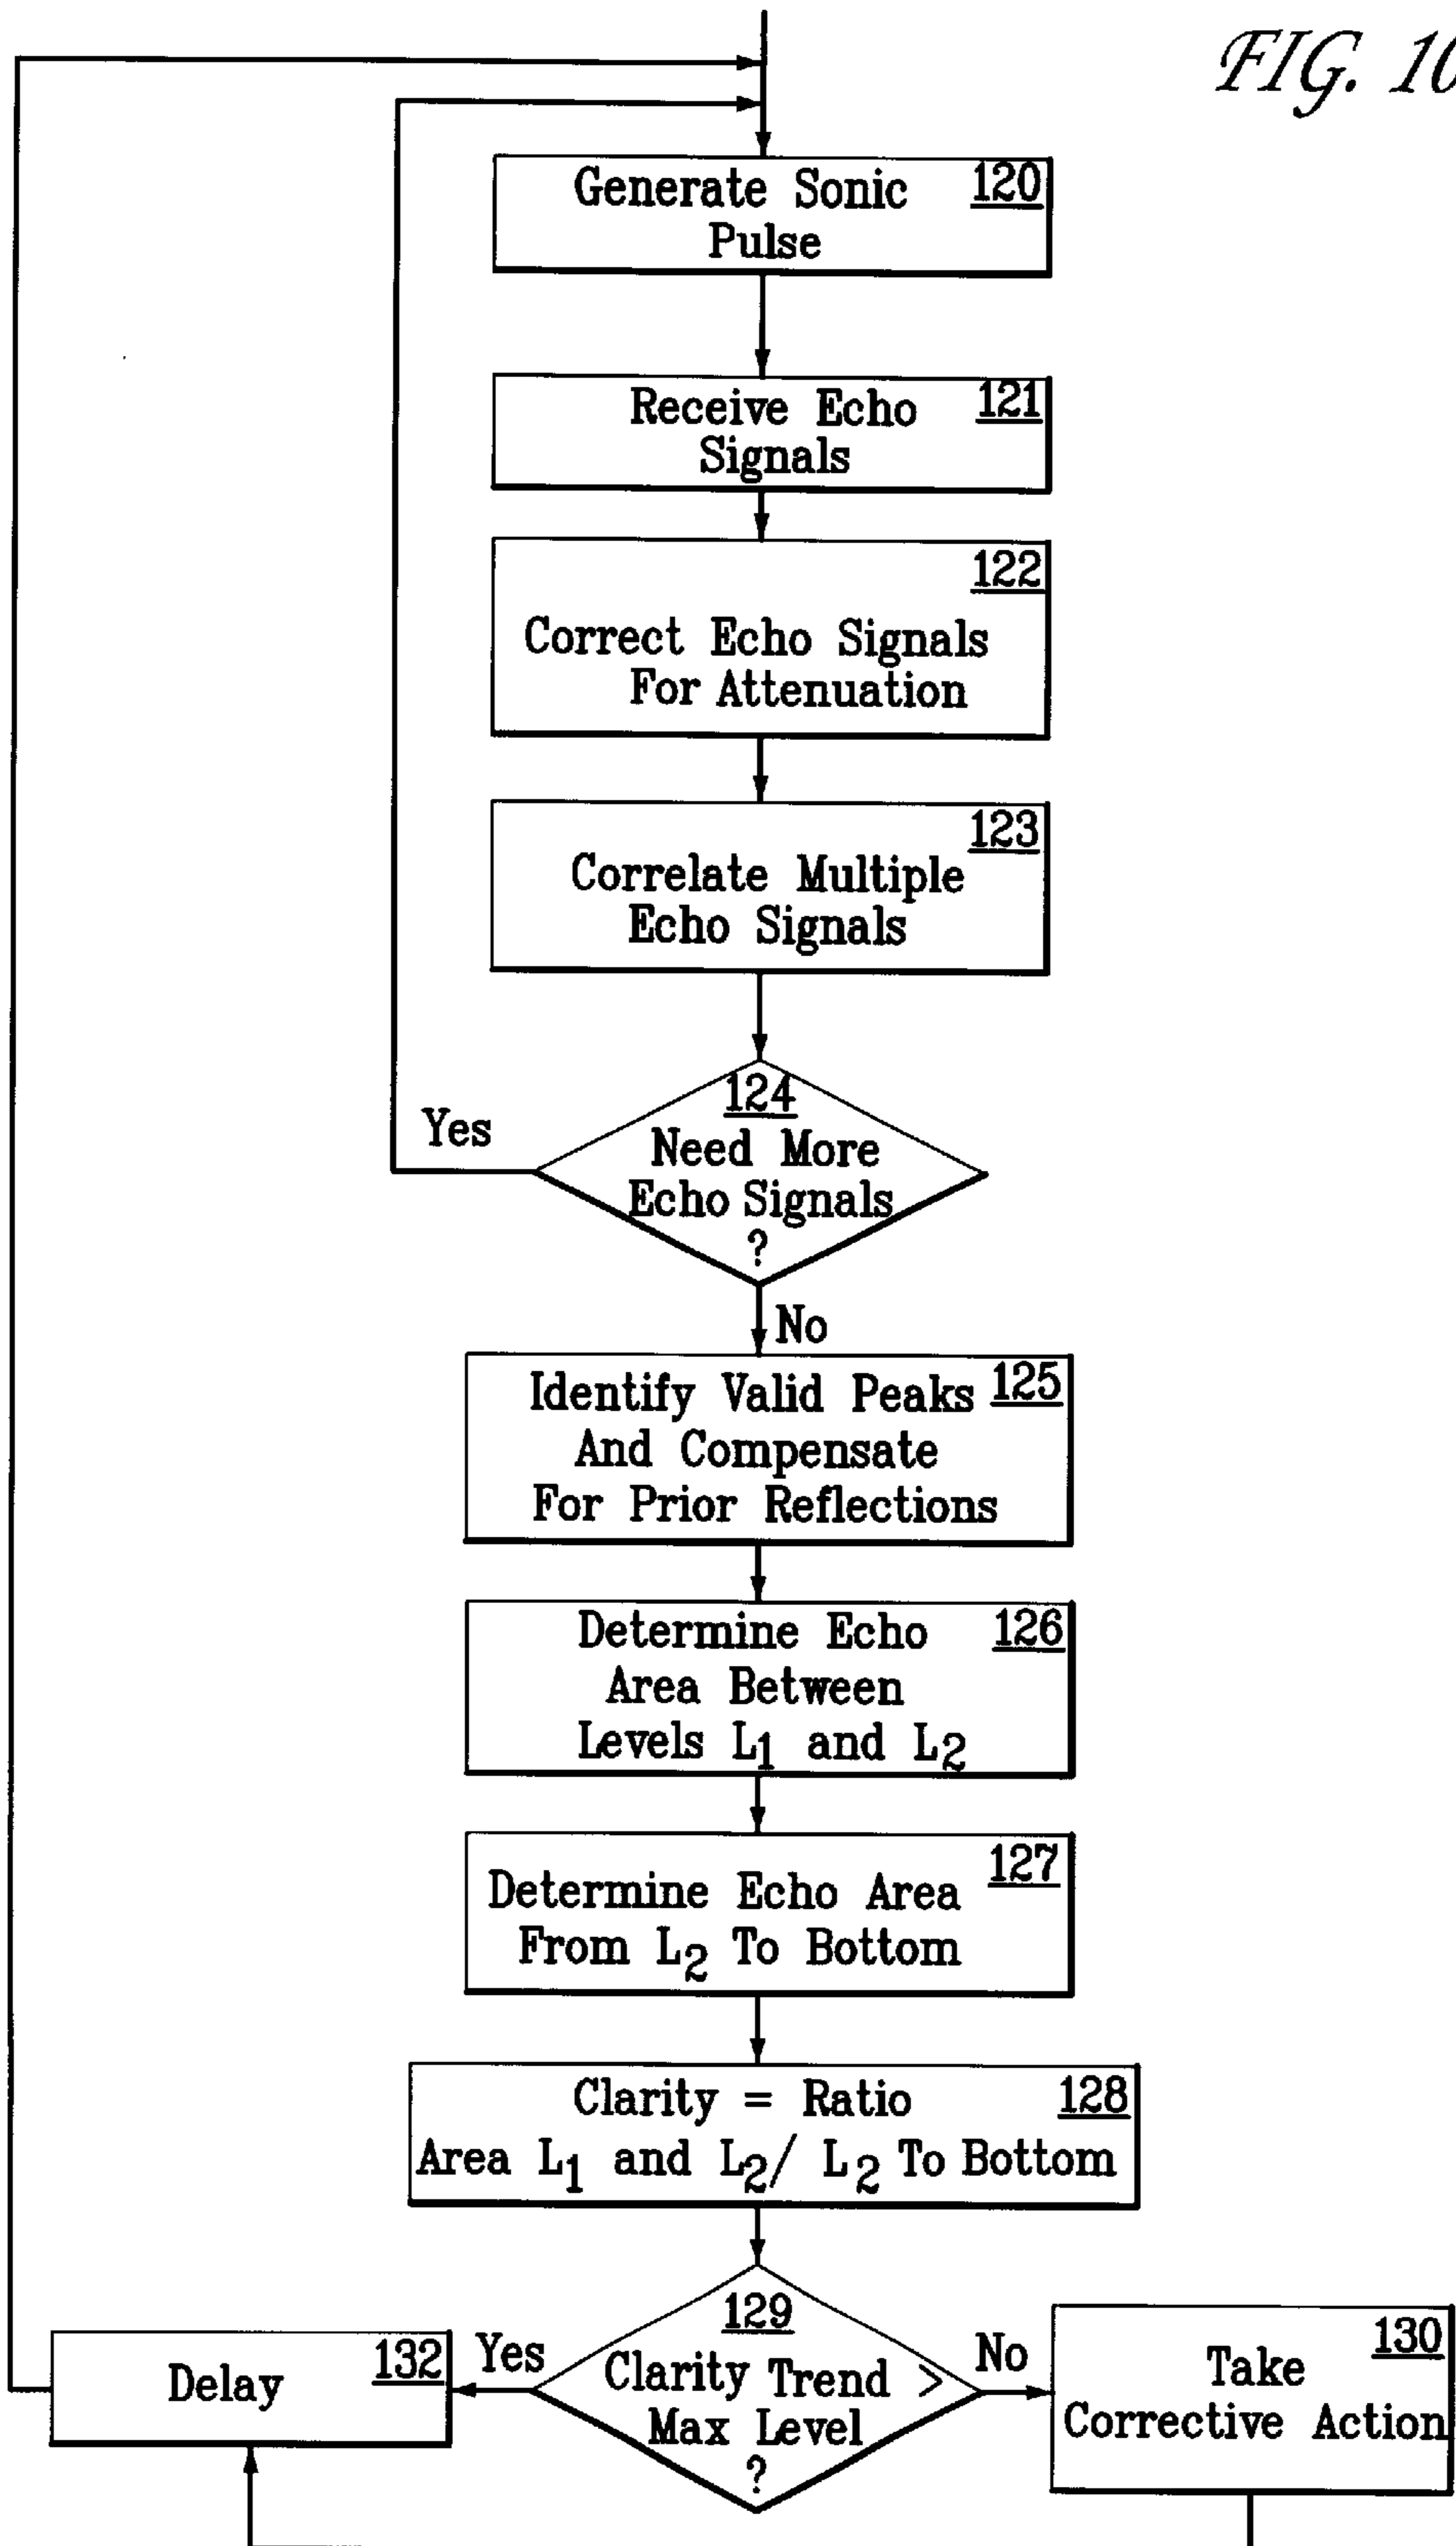 FIG. 10
Generate Sonic 120
Pulse
Receive Echo 121
Signals
122
Correct Echo Signals
For Attenuation
123
Correlate Multiple
Echo Signals
124
Yes
Need More
Echo Signals
?
No
Identify Valid Peaks 125
And Compensate
For Prior Reflections
Determine Echo 126
Area Between
Levels L1 and L2
127
Determine Echo Area
From L2 To Bottom
Clarity = Ratio 128
Area L1 and L2/ L2 To Bottom
129
Clarity Trend >
Max Level
?
Yes
No
Delay 132
130
Take
Corrective Action